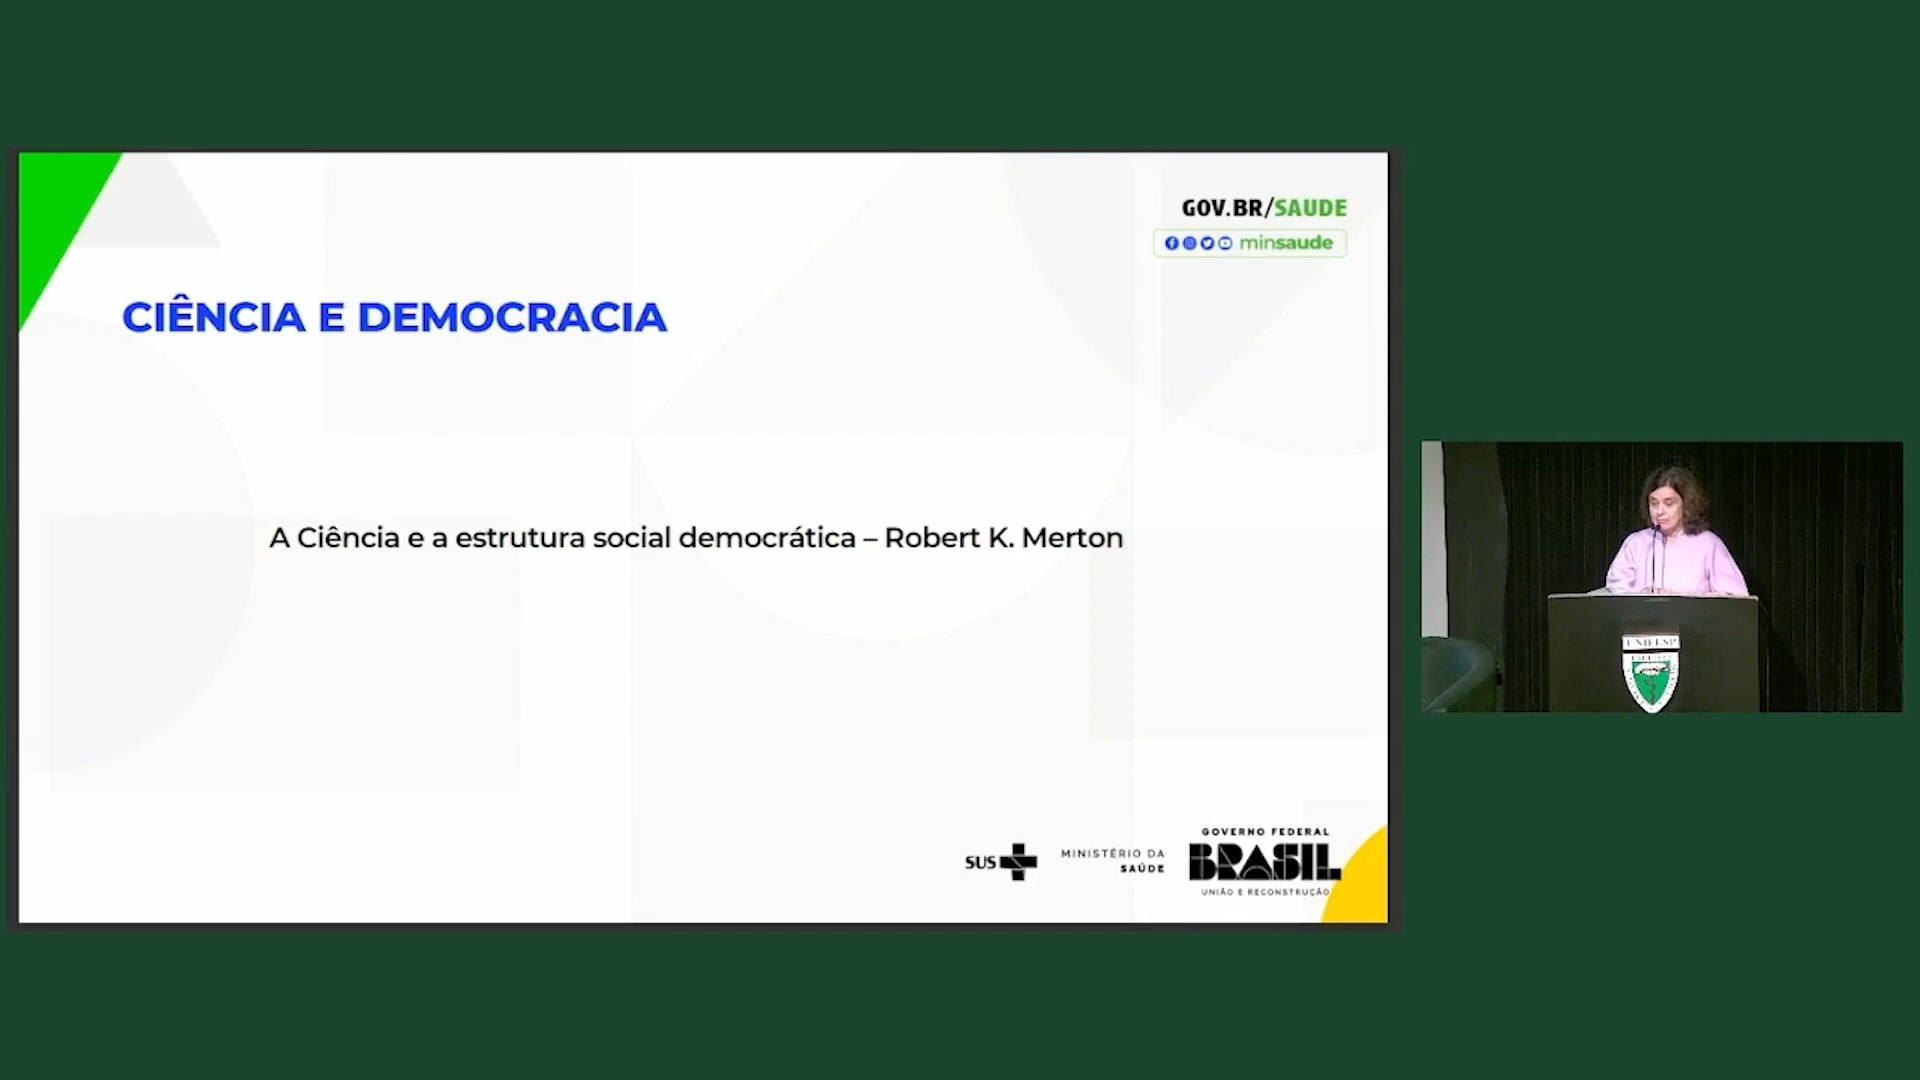 GOV.BR/SAUDE
minsaude
CIÊNCIA E DEMOCRACIA
A Ciência e a estrutura social democrática – Robert K. Merton
SUS
MINISTÉRIO DA
SAÚDE
GOVERNO FEDERAL
BRASIL
UNIÃO E RECONSTRUÇÃO
UNIFESP